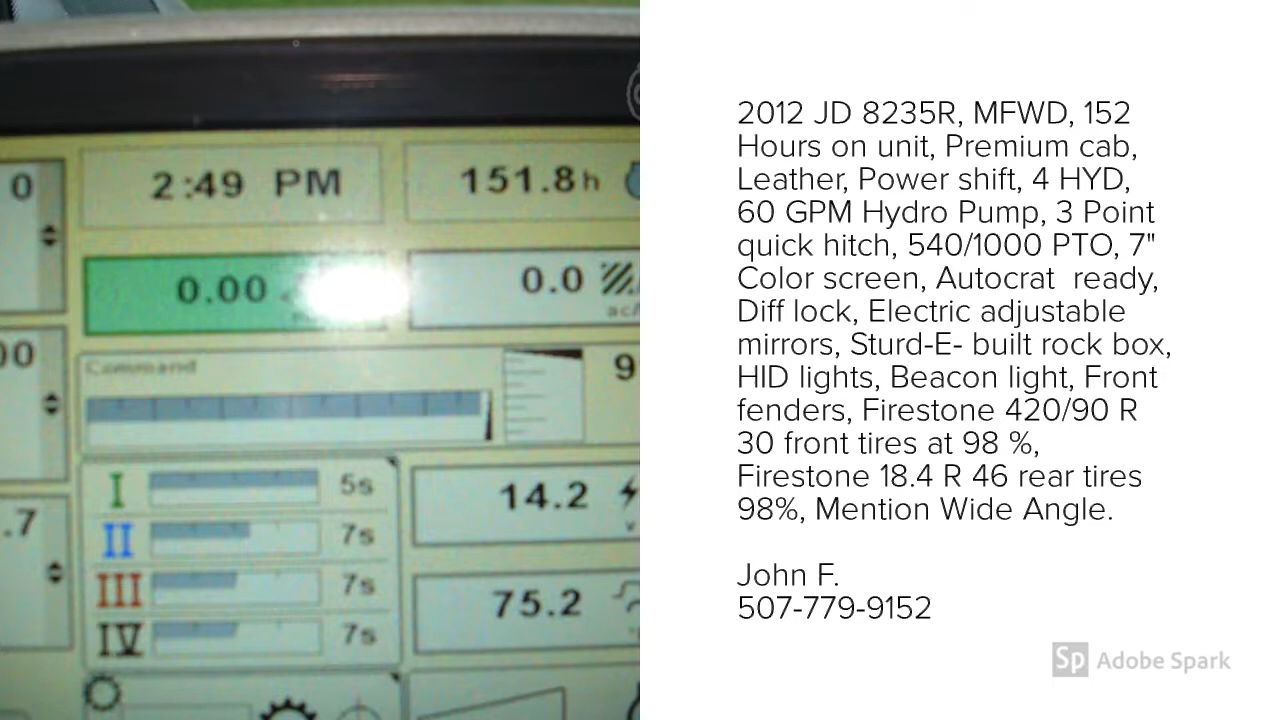 0
2:49 PM
151.8h
0.00
0.0
ac/
00
Command
9
I 5s
II 7s
III 7s
IV 7s
14.2
v
.7
75.2
2012 JD 8235R, MFWD, 152
Hours on unit, Premium cab,
Leather, Power shift, 4 HYD,
60 GPM Hydro Pump, 3 Point
quick hitch, 540/1000 PTO, 7"
Color screen, Autocrat  ready,
Diff lock, Electric adjustable
mirrors, Sturd-E- built rock box,
HID lights, Beacon light, Front
fenders, Firestone 420/90 R
30 front tires at 98 %,
Firestone 18.4 R 46 rear tires
98%, Mention Wide Angle.
John F.
507-779-9152
Sp Adobe Spark